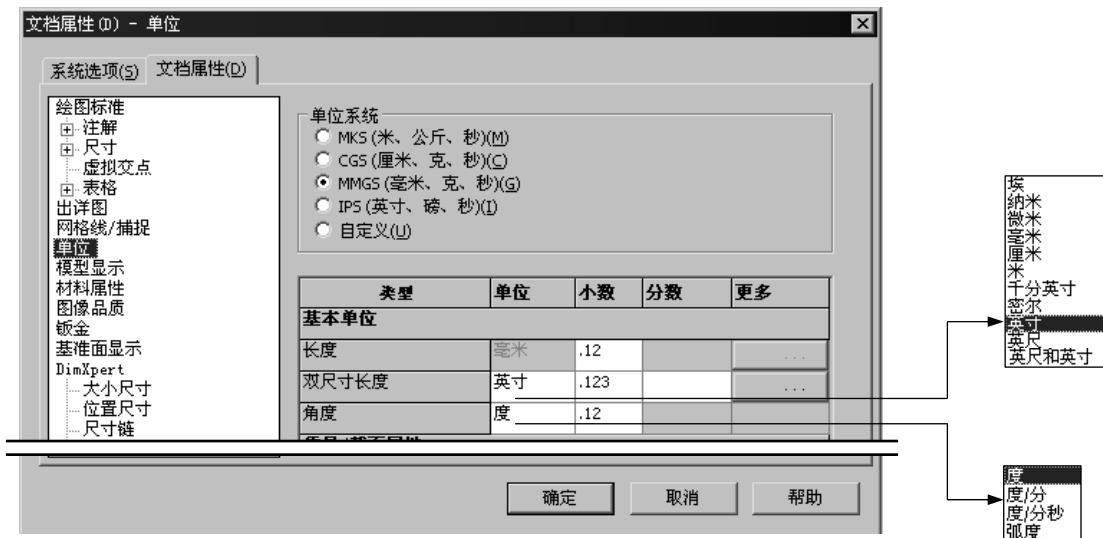 文档属性(D) - 单位
系统选项(S) 文档属性(D)
绘图标准
注解
尺寸
虚拟交点
表格
出详图
网格线/捕捉
单位
模型显示
材料属性
图像品质
钣金
基准面显示
DimXpert
大小尺寸
位置尺寸
尺寸链
单位系统
MKS (米、公斤、秒)(M)
CGS (厘米、克、秒)(C)
MMGS (毫米、克、秒)(G)
IPS (英寸、磅、秒)(I)
自定义(U)
类型 单位 小数 分数 更多
基本单位
长度 毫米 .12 ...
双尺寸长度 英寸 .123 ...
角度 度 .12
确定 取消 帮助
埃
纳米
微米
毫米
厘米
米
千分英寸
密尔
英寸
英尺
英尺和英寸
度
度/分
度/分/秒
弧度